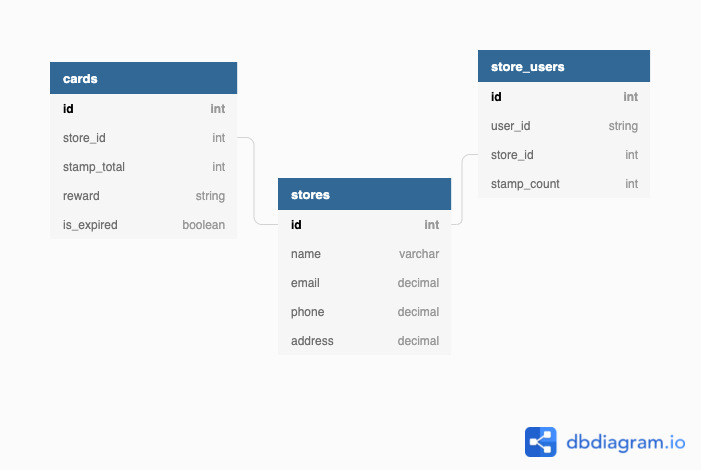 cards
id int
store_id int
stamp_total int
reward string
is_expired boolean
stores
id int
name varchar
email decimal
phone decimal
address decimal
store_users
id int
user_id string
store_id int
stamp_count int
dbdiagram.io